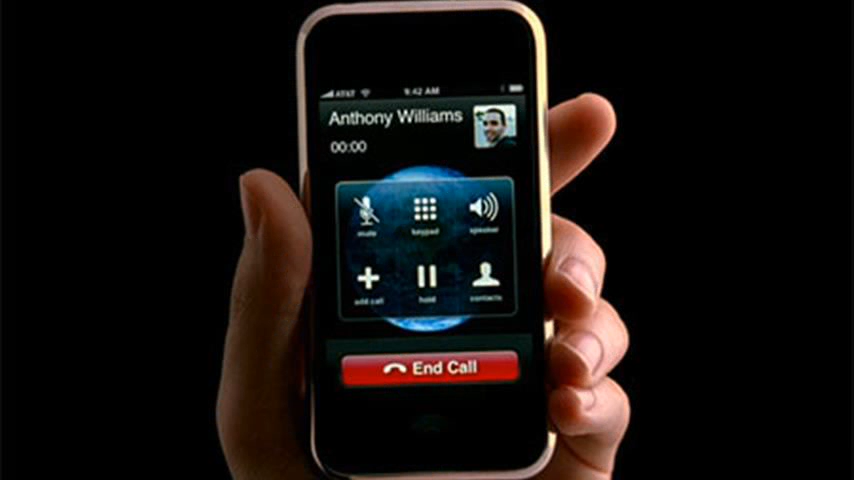 AT&T 9:42 AM
Anthony Williams
00:00
mute keypad speaker
add call hold contacts
End Call